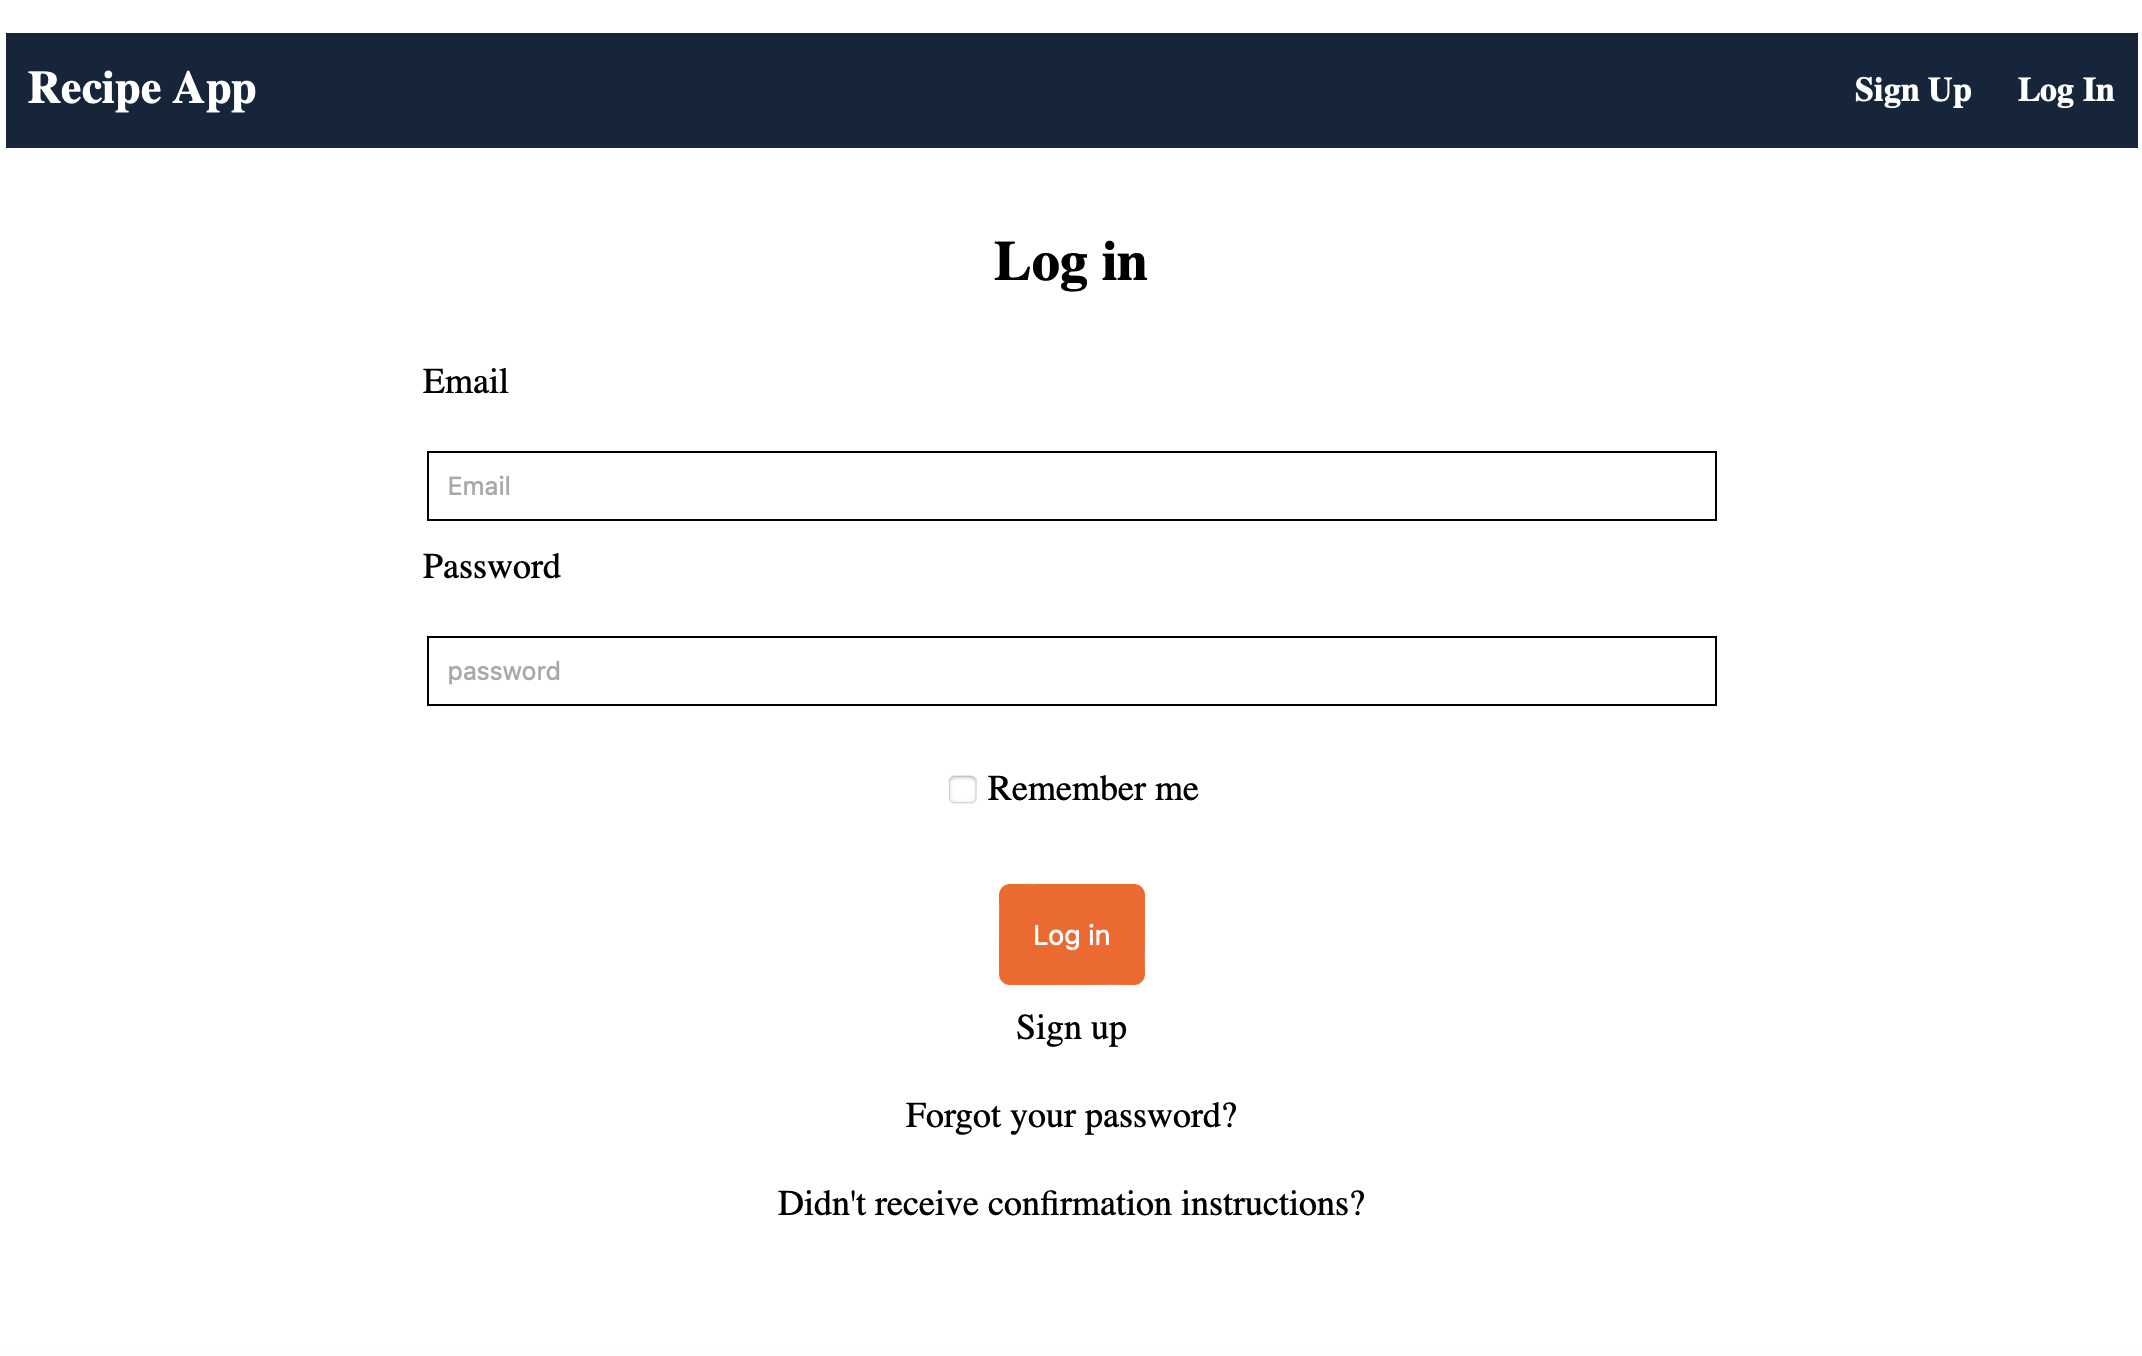 Recipe App
Sign Up
Log In
Log in
Email
Email
Password
password
Remember me
Log in
Sign up
Forgot your password?
Didn't receive confirmation instructions?